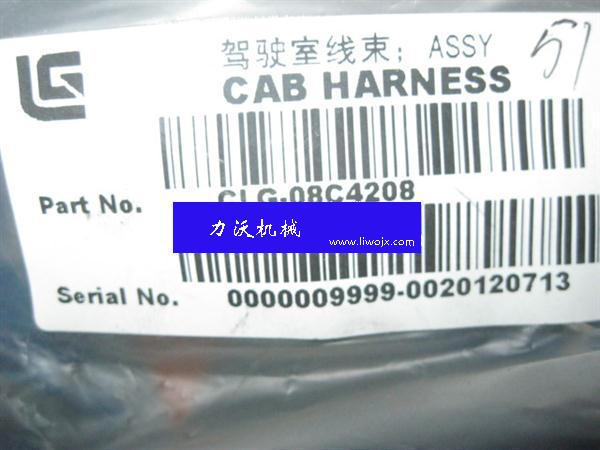 驾驶室线束; ASSY
51
LG
CAB HARNESS
Part No. CLG-08C4208
力沃机械
www.liwojx.com
Serial No. 0000009999-0020120713